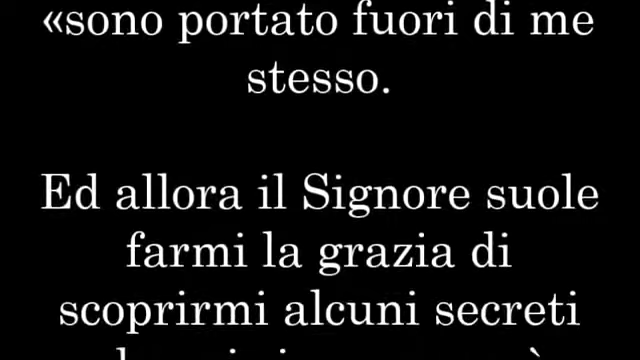 «sono portato fuori di me
stesso.
Ed allora il Signore suole
farmi la grazia di
scoprirmi alcuni secreti